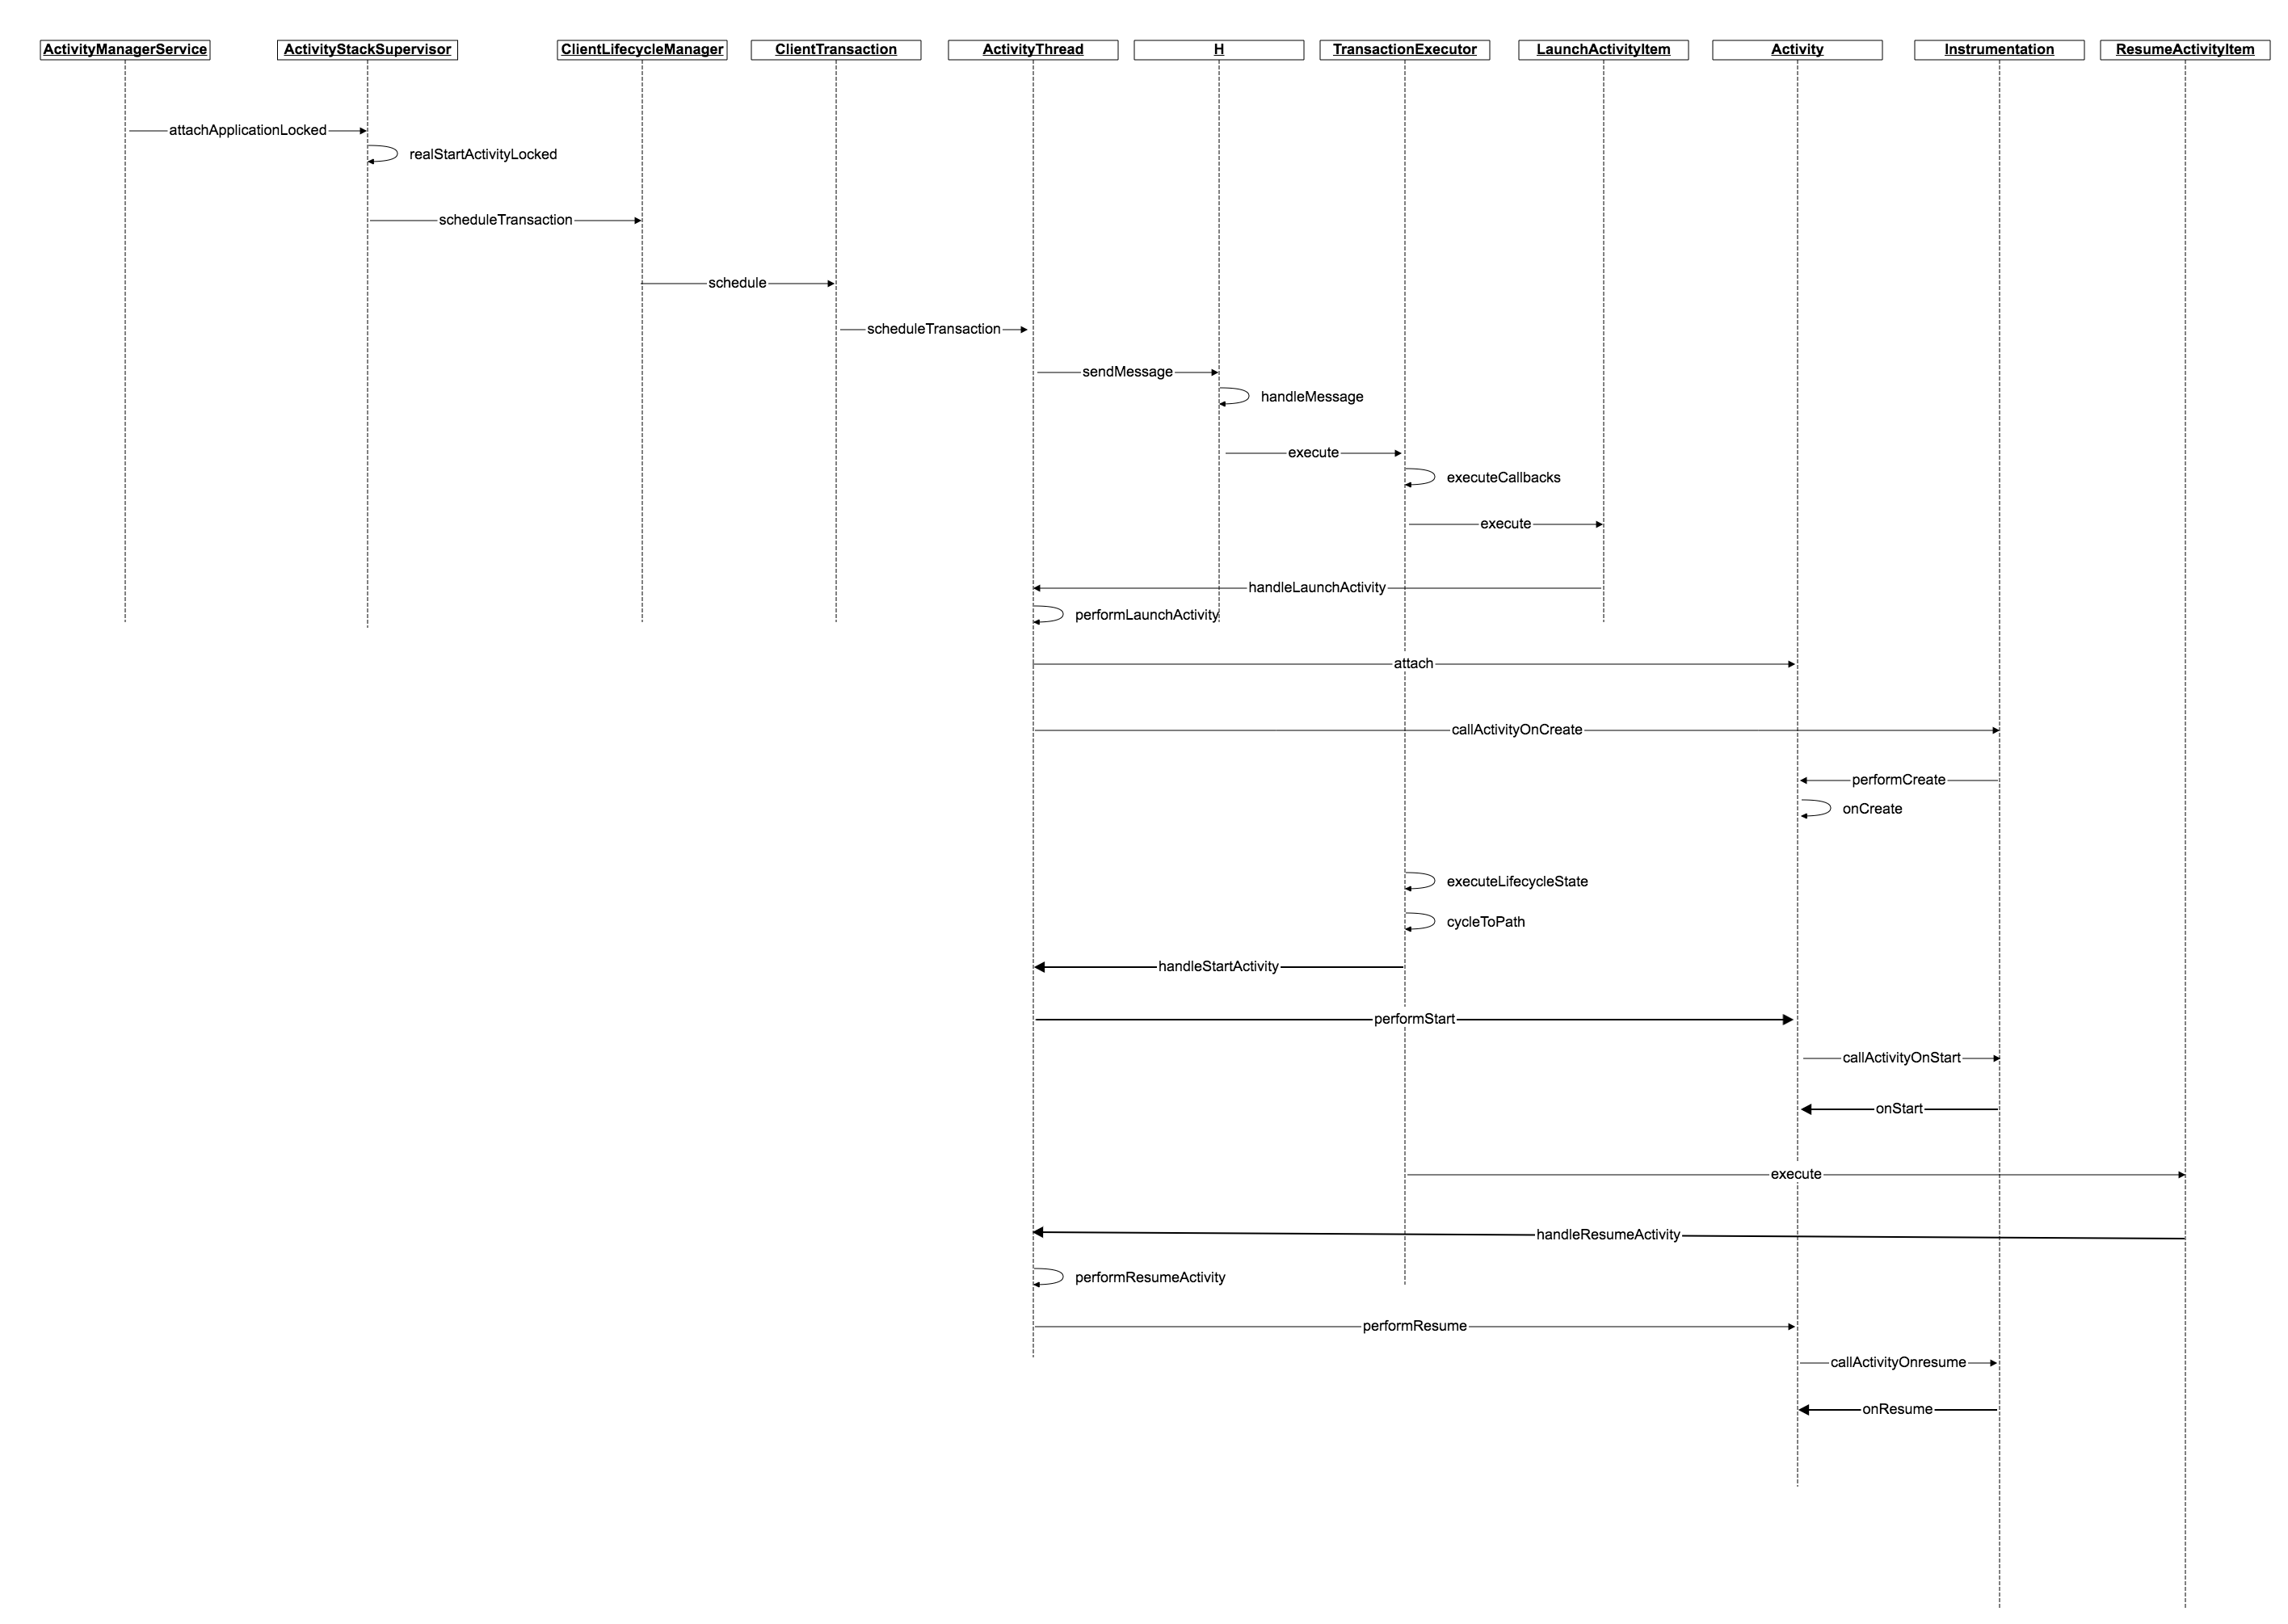 ActivityManagerService
ActivityStackSupervisor
ClientLifecycleManager
ClientTransaction
ActivityThread
H
TransactionExecutor
LaunchActivityItem
Activity
Instrumentation
ResumeActivityItem
attachApplicationLocked
realStartActivityLocked
scheduleTransaction
schedule
scheduleTransaction
sendMessage
handleMessage
execute
executeCallbacks
execute
handleLaunchActivity
performLaunchActivity
attach
callActivityOnCreate
performCreate
onCreate
executeLifecycleState
cycleToPath
handleStartActivity
performStart
callActivityOnStart
onStart
execute
handleResumeActivity
performResumeActivity
performResume
callActivityOnresume
onResume